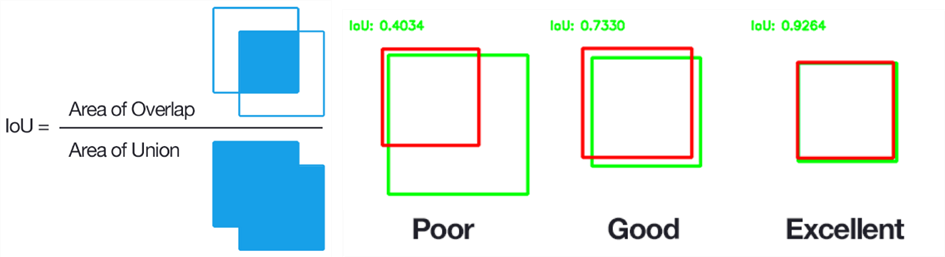 IoU =
Area of Overlap
Area of Union
IoU: 0.4034
Poor
IoU: 0.7330
Good
IoU: 0.9264
Excellent